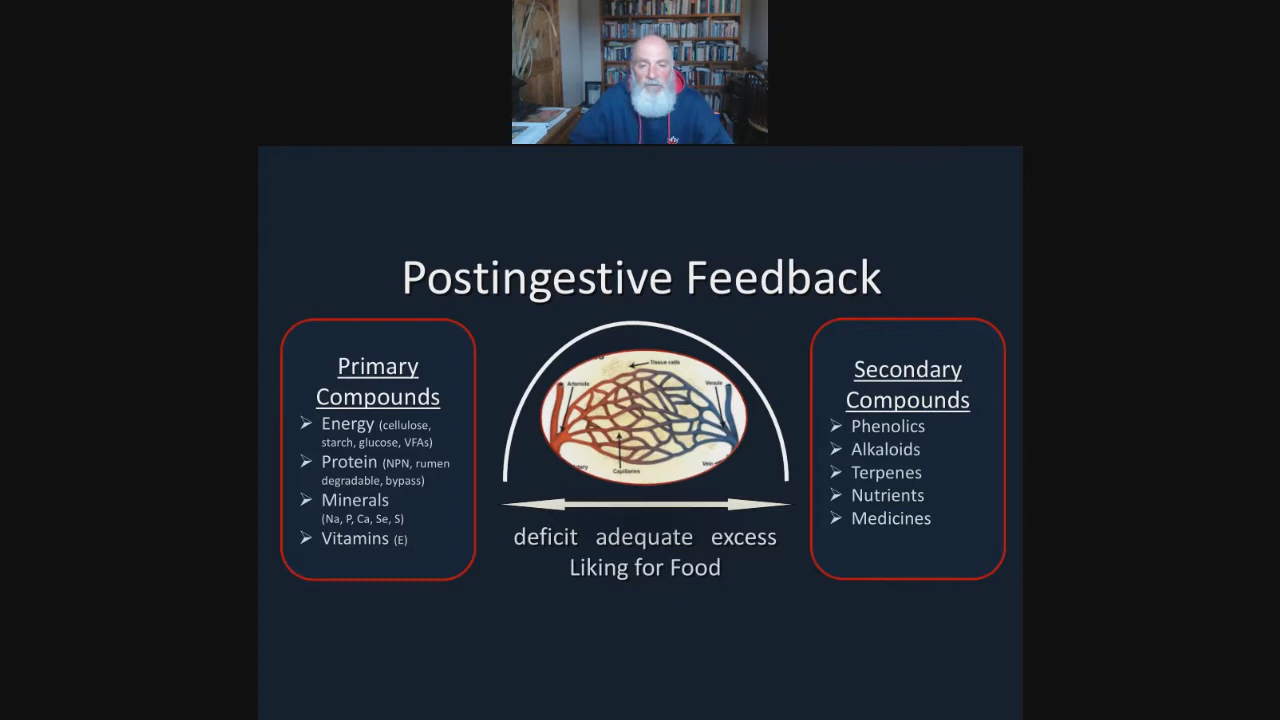 Postingestive Feedback
Primary
Compounds
➢ Energy (cellulose,
starch, glucose, VFAs)
➢ Protein (NPN, rumen
degradable, bypass)
➢ Minerals
(Na, P, Ca, Se, S)
➢ Vitamins (E)
Tissue cells
Arteriole
Venule
Capillaries
Vein
deficit adequate excess
Liking for Food
Secondary
Compounds
➢ Phenolics
➢ Alkaloids
➢ Terpenes
➢ Nutrients
➢ Medicines